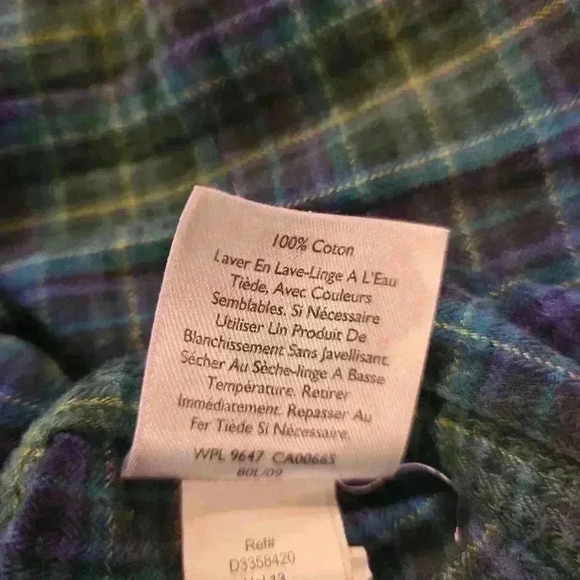 100% Coton
Laver En Lave-Linge A L'Eau
Tiède, Avec Couleurs
Semblables. Si Nécessaire
Utiliser Un Produit De
Blanchissement Sans Javellisant.
Sécher Au Sèche-linge A Basse
Température. Retirer
Immédiatement. Repasser Au
Fer Tiède Si Nécessaire.
WPL 9647 CA00665
80L/09
Ref#
D3358420